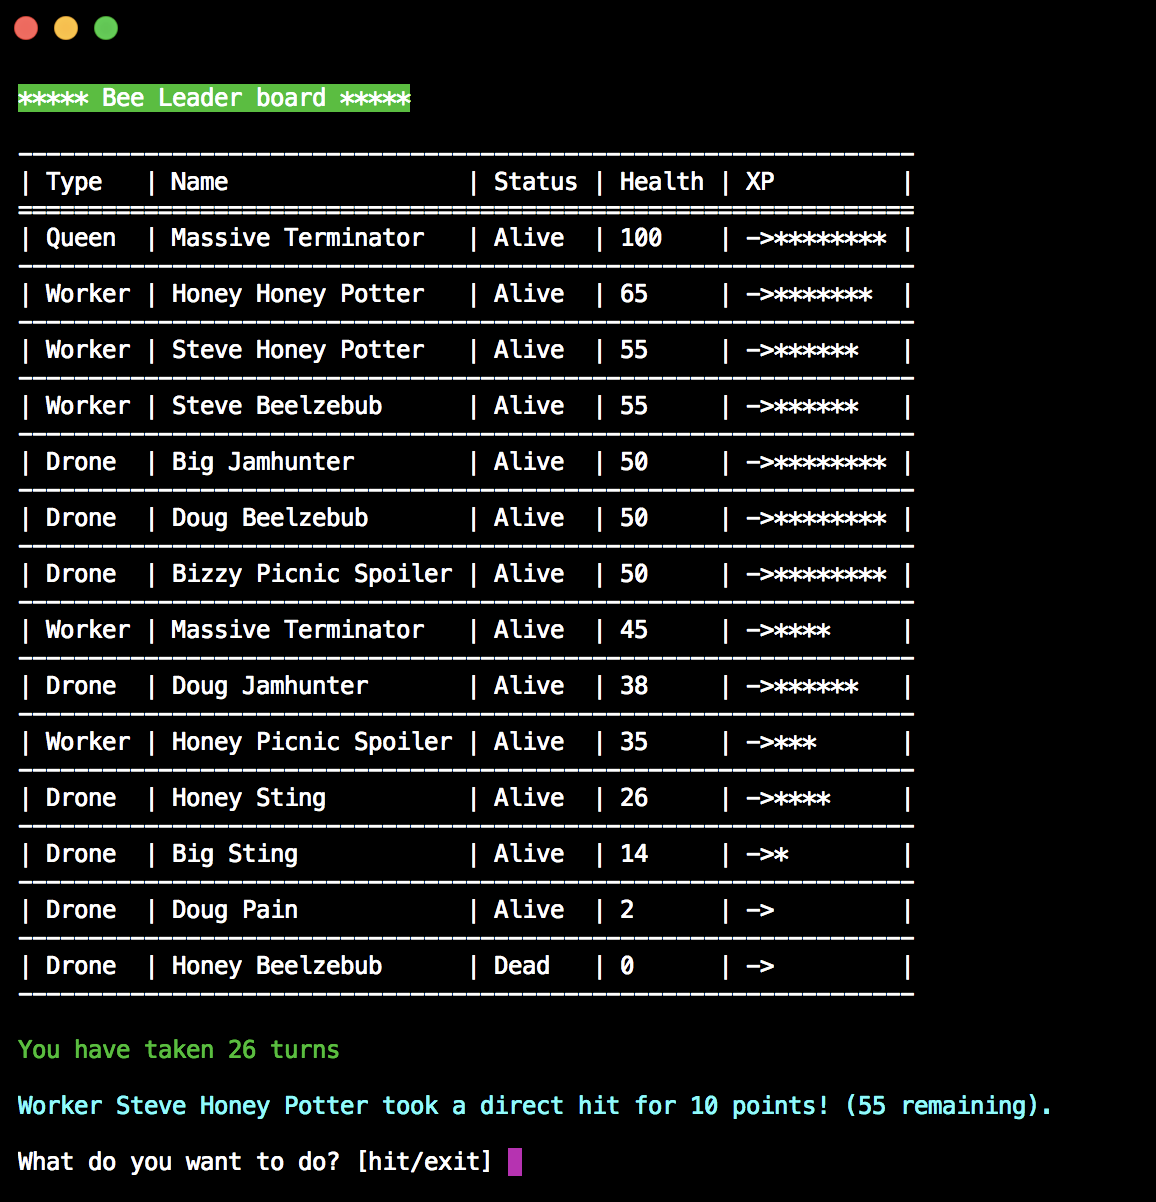 ***** Bee Leader board *****
----------------------------------------------------------------
| Type   | Name                 | Status | Health | XP         |
================================================================
| Queen  | Massive Terminator   | Alive  | 100    | ->******** |
----------------------------------------------------------------
| Worker | Honey Honey Potter   | Alive  | 65     | ->*******  |
----------------------------------------------------------------
| Worker | Steve Honey Potter   | Alive  | 55     | ->******   |
----------------------------------------------------------------
| Worker | Steve Beelzebub      | Alive  | 55     | ->******   |
----------------------------------------------------------------
| Drone  | Big Jamhunter        | Alive  | 50     | ->******** |
----------------------------------------------------------------
| Drone  | Doug Beelzebub       | Alive  | 50     | ->******** |
----------------------------------------------------------------
| Drone  | Bizzy Picnic Spoiler | Alive  | 50     | ->******** |
----------------------------------------------------------------
| Worker | Massive Terminator   | Alive  | 45     | ->****     |
----------------------------------------------------------------
| Drone  | Doug Jamhunter       | Alive  | 38     | ->******   |
----------------------------------------------------------------
| Worker | Honey Picnic Spoiler | Alive  | 35     | ->***      |
----------------------------------------------------------------
| Drone  | Honey Sting          | Alive  | 26     | ->****     |
----------------------------------------------------------------
| Drone  | Big Sting            | Alive  | 14     | ->*        |
----------------------------------------------------------------
| Drone  | Doug Pain            | Alive  | 2      | ->         |
----------------------------------------------------------------
| Drone  | Honey Beelzebub      | Dead   | 0      | ->         |
----------------------------------------------------------------
You have taken 26 turns
Worker Steve Honey Potter took a direct hit for 10 points! (55 remaining).
What do you want to do? [hit/exit]